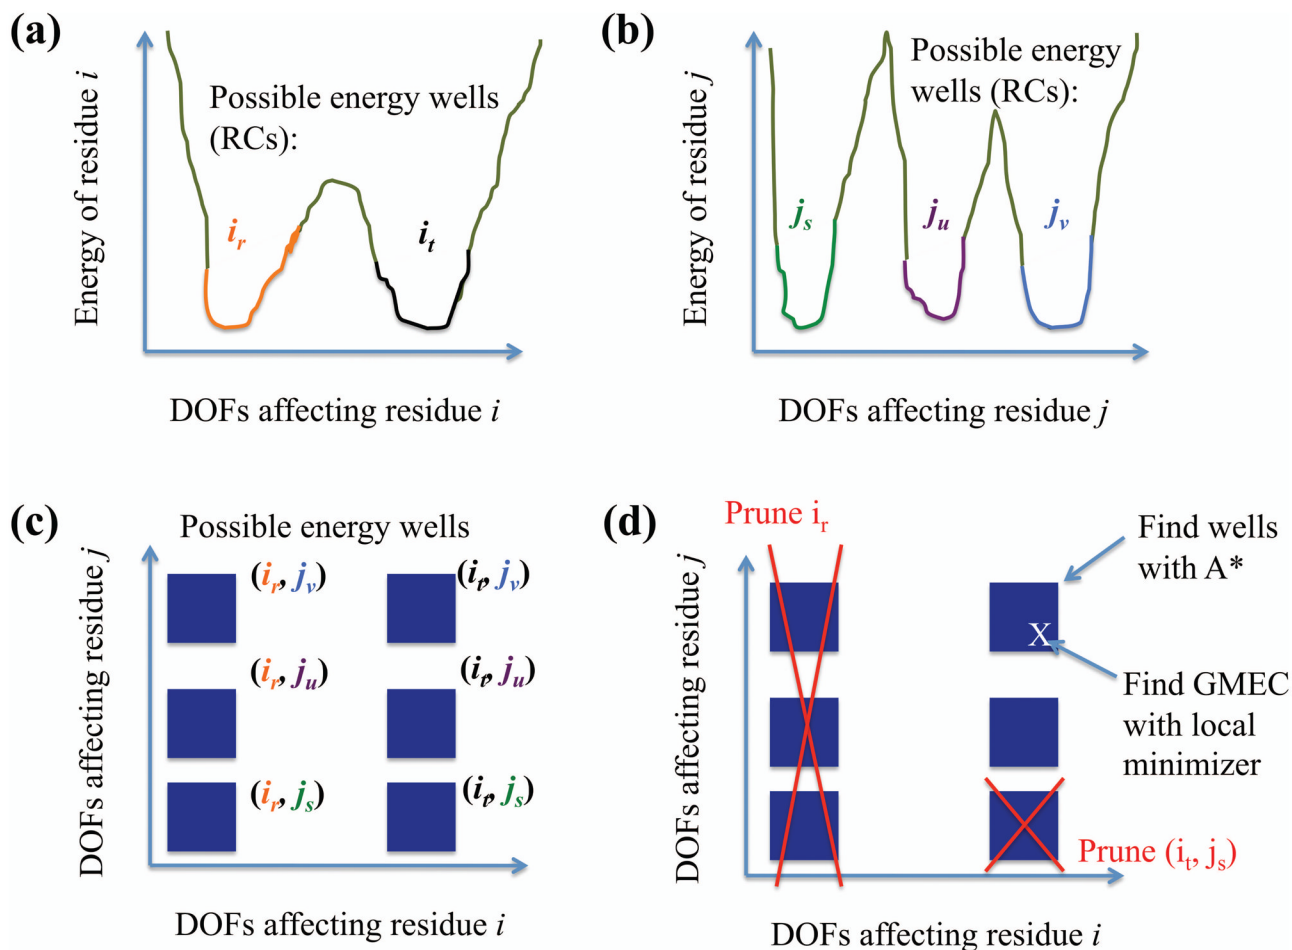 (a)
Energy of residue i
Possible energy wells
(RCs):
i_r
i_t
DOFs affecting residue i
(b)
Energy of residue j
Possible energy
wells (RCs):
j_s
j_u
j_v
DOFs affecting residue j
(c)
Possible energy wells
DOFs affecting residue j
(i_r, j_v)
(i_t, j_v)
(i_r, j_u)
(i_t, j_u)
(i_r, j_s)
(i_t, j_s)
DOFs affecting residue i
(d)
Prune i_r
DOFs affecting residue j
Find wells
with A*
X
Find GMEC
with local
minimizer
Prune (i_t, j_s)
DOFs affecting residue i